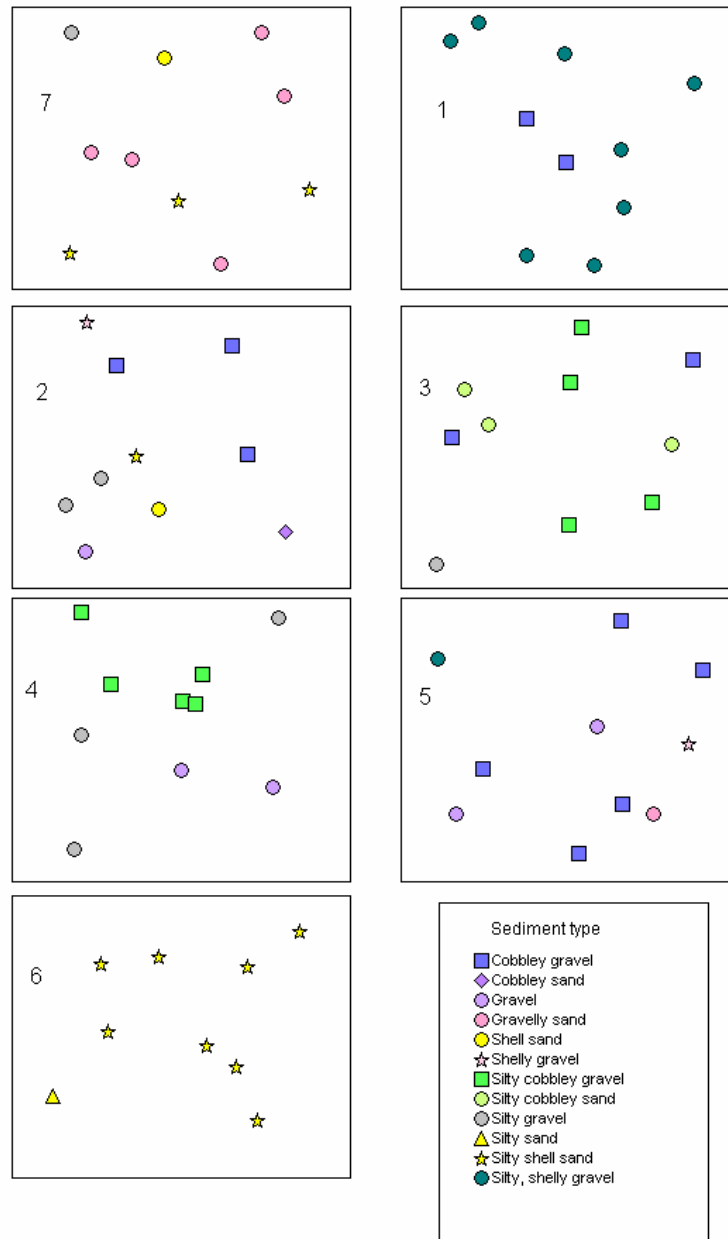 7
1
2
3
4
5
6
Sediment type
Cobbley gravel
Cobbley sand
Gravel
Gravelly sand
Shell sand
Shelly gravel
Silty cobbley gravel
Silty cobbley sand
Silty gravel
Silty sand
Silty shell sand
Silty, shelly gravel